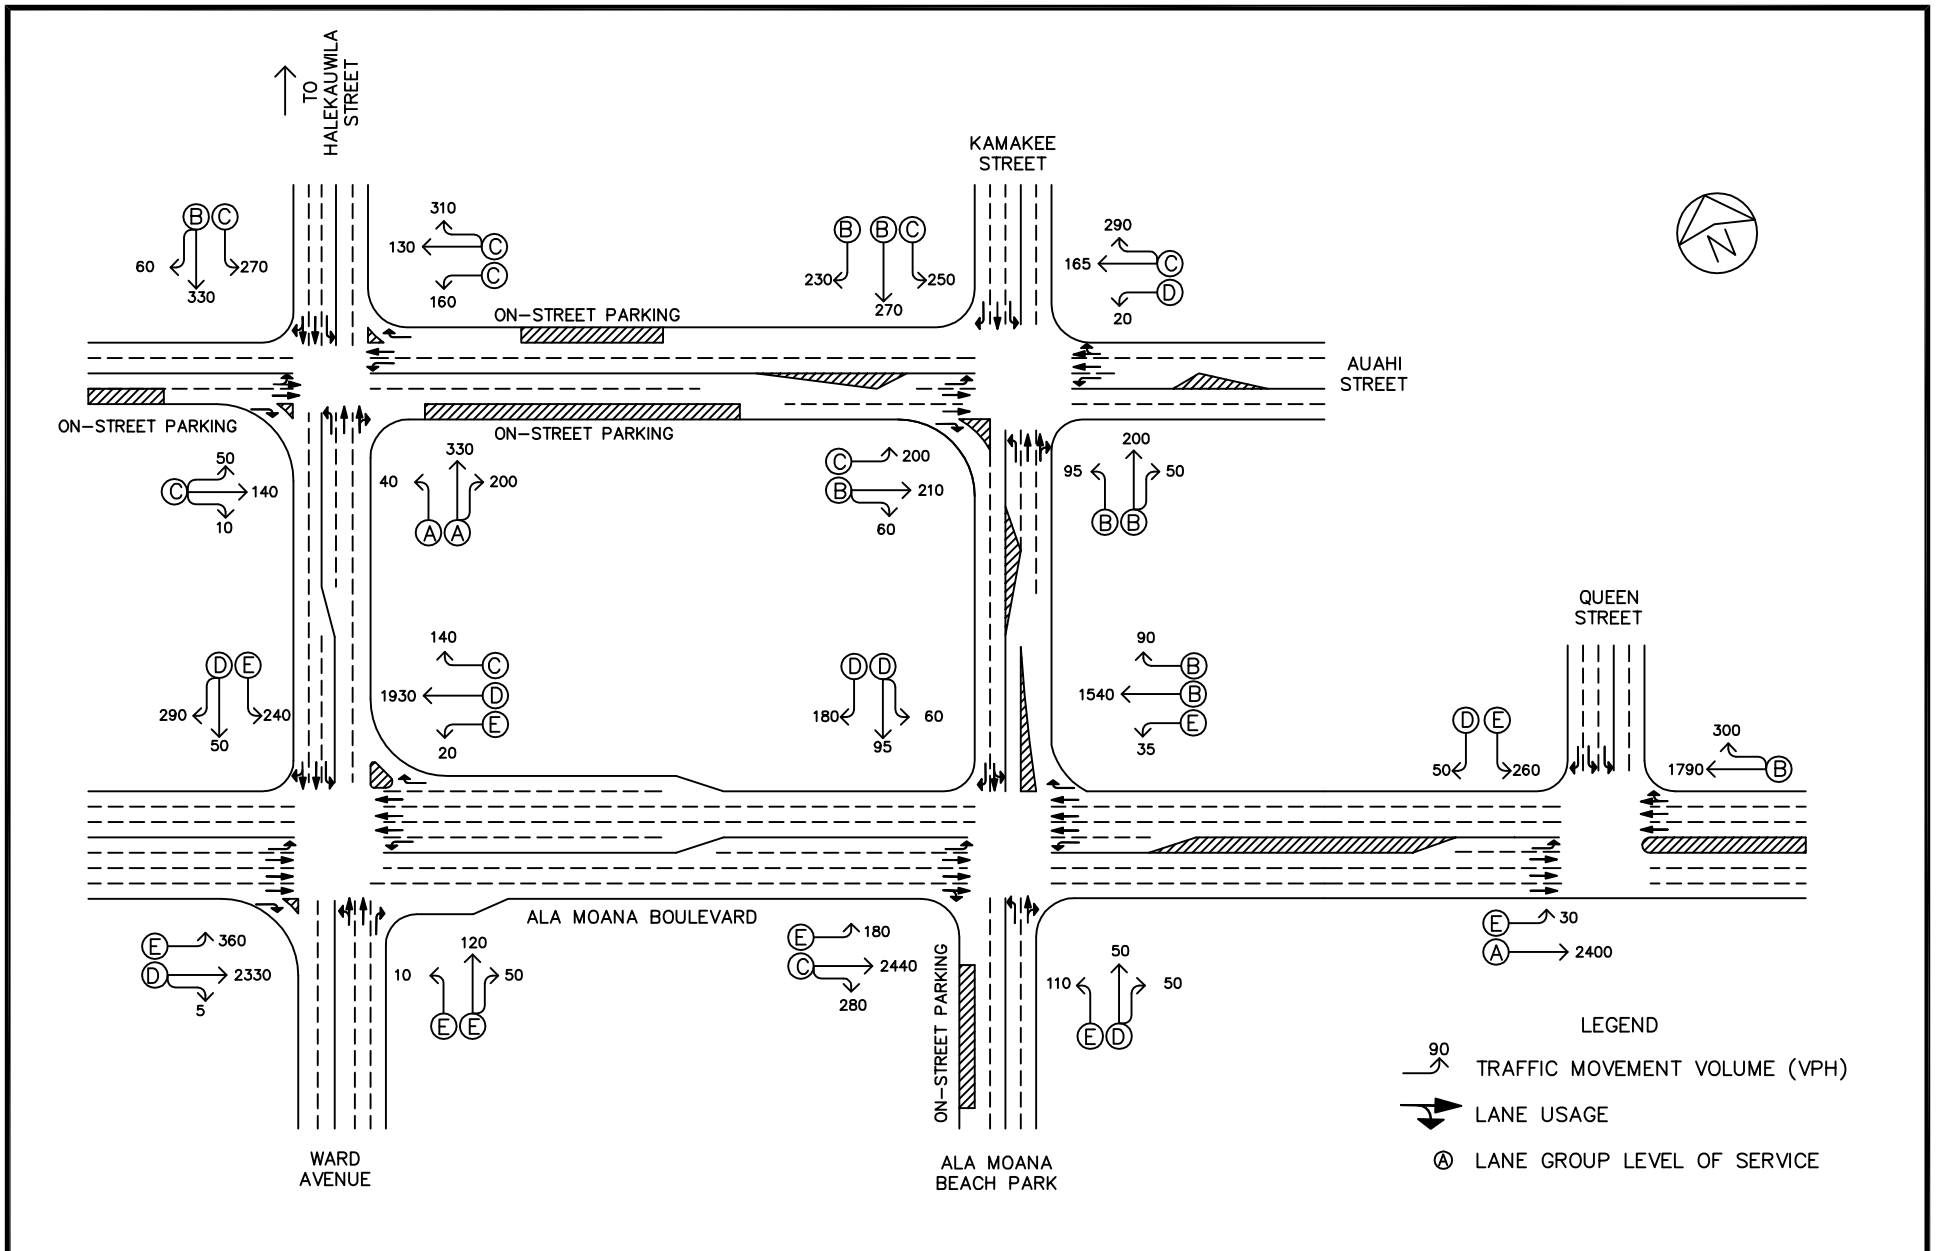 TO
HALEKAUWILA
STREET
KAMAKEE
STREET
B C
60
330
270
310
130 C
C
160
B B C
230
270
250
290
165 C
D
20
N
ON-STREET PARKING
AUAHI
STREET
ON-STREET PARKING
ON-STREET PARKING
50
C 140
10
330
40 200
A A
C 200
B 210
60
200
95 50
B B
QUEEN
STREET
D E
290
50
240
140
C
1930 D
E
20
D D
180
95
60
90
B
1540 B
E
35
D E
50 260
300
1790 B
ALA MOANA BOULEVARD
E 360
D 2330
5
120
10 50
E E
E 180
C 2440
280
ON-STREET PARKING
50
110 50
E D
E 30
A 2400
WARD
AVENUE
ALA MOANA
BEACH PARK
LEGEND
90
TRAFFIC MOVEMENT VOLUME (VPH)
LANE USAGE
A LANE GROUP LEVEL OF SERVICE